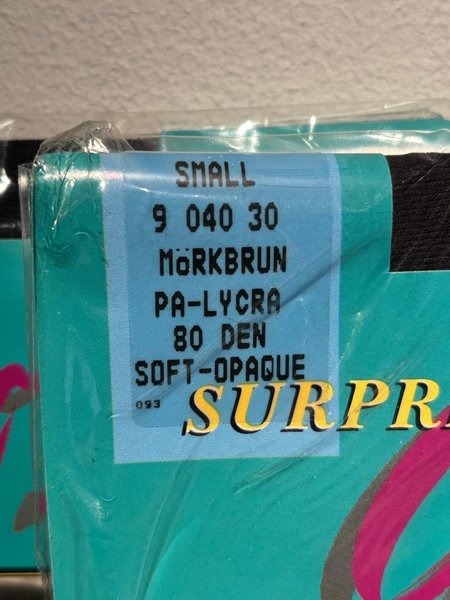 SMALL
9 040 30
MöRKBRUN
PA-LYCRA
80 DEN
SOFT-OPAQUE
093
SURPR